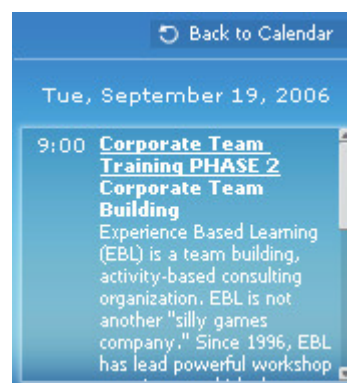 Back to Calendar
Tue, September 19, 2006
9:00 Corporate Team
Training PHASE 2
Corporate Team
Building
Experience Based Learning
(EBL) is a team building,
activity-based consulting
organization. EBL is not
another "silly games
company." Since 1996, EBL
has lead powerful workshop